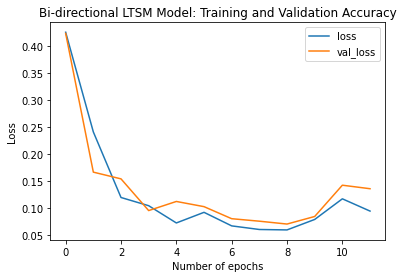 Bi-directional LTSM Model: Training and Validation Accuracy
loss
val_loss
Loss
0.40
0.35
0.30
0.25
0.20
0.15
0.10
0.05
0 2 4 6 8 10
Number of epochs